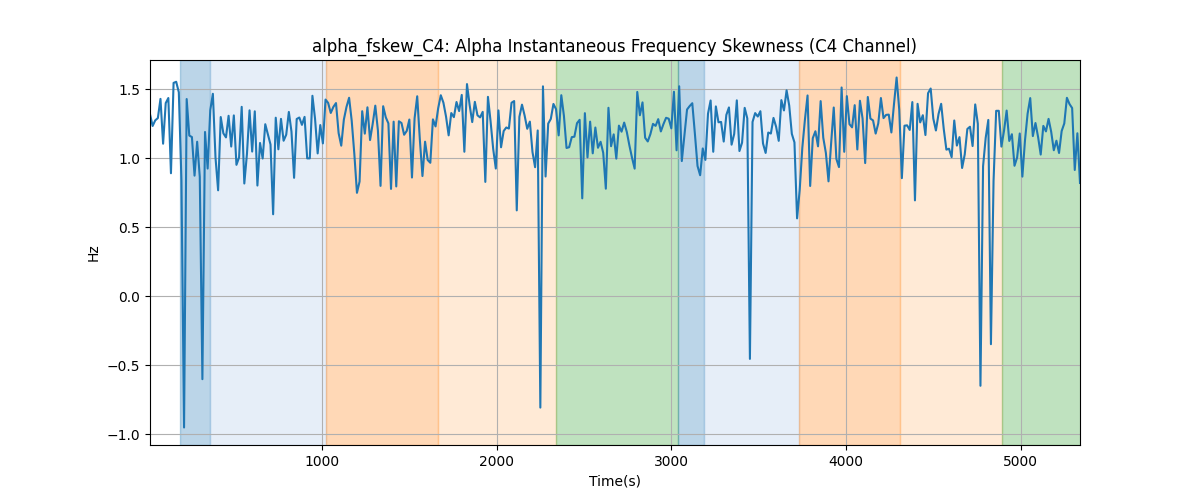 alpha_fskew_C4: Alpha Instantaneous Frequency Skewness (C4 Channel)
1.5
1.0
0.5
0.0
−0.5
−1.0
Hz
1000 2000 3000 4000 5000
Time(s)